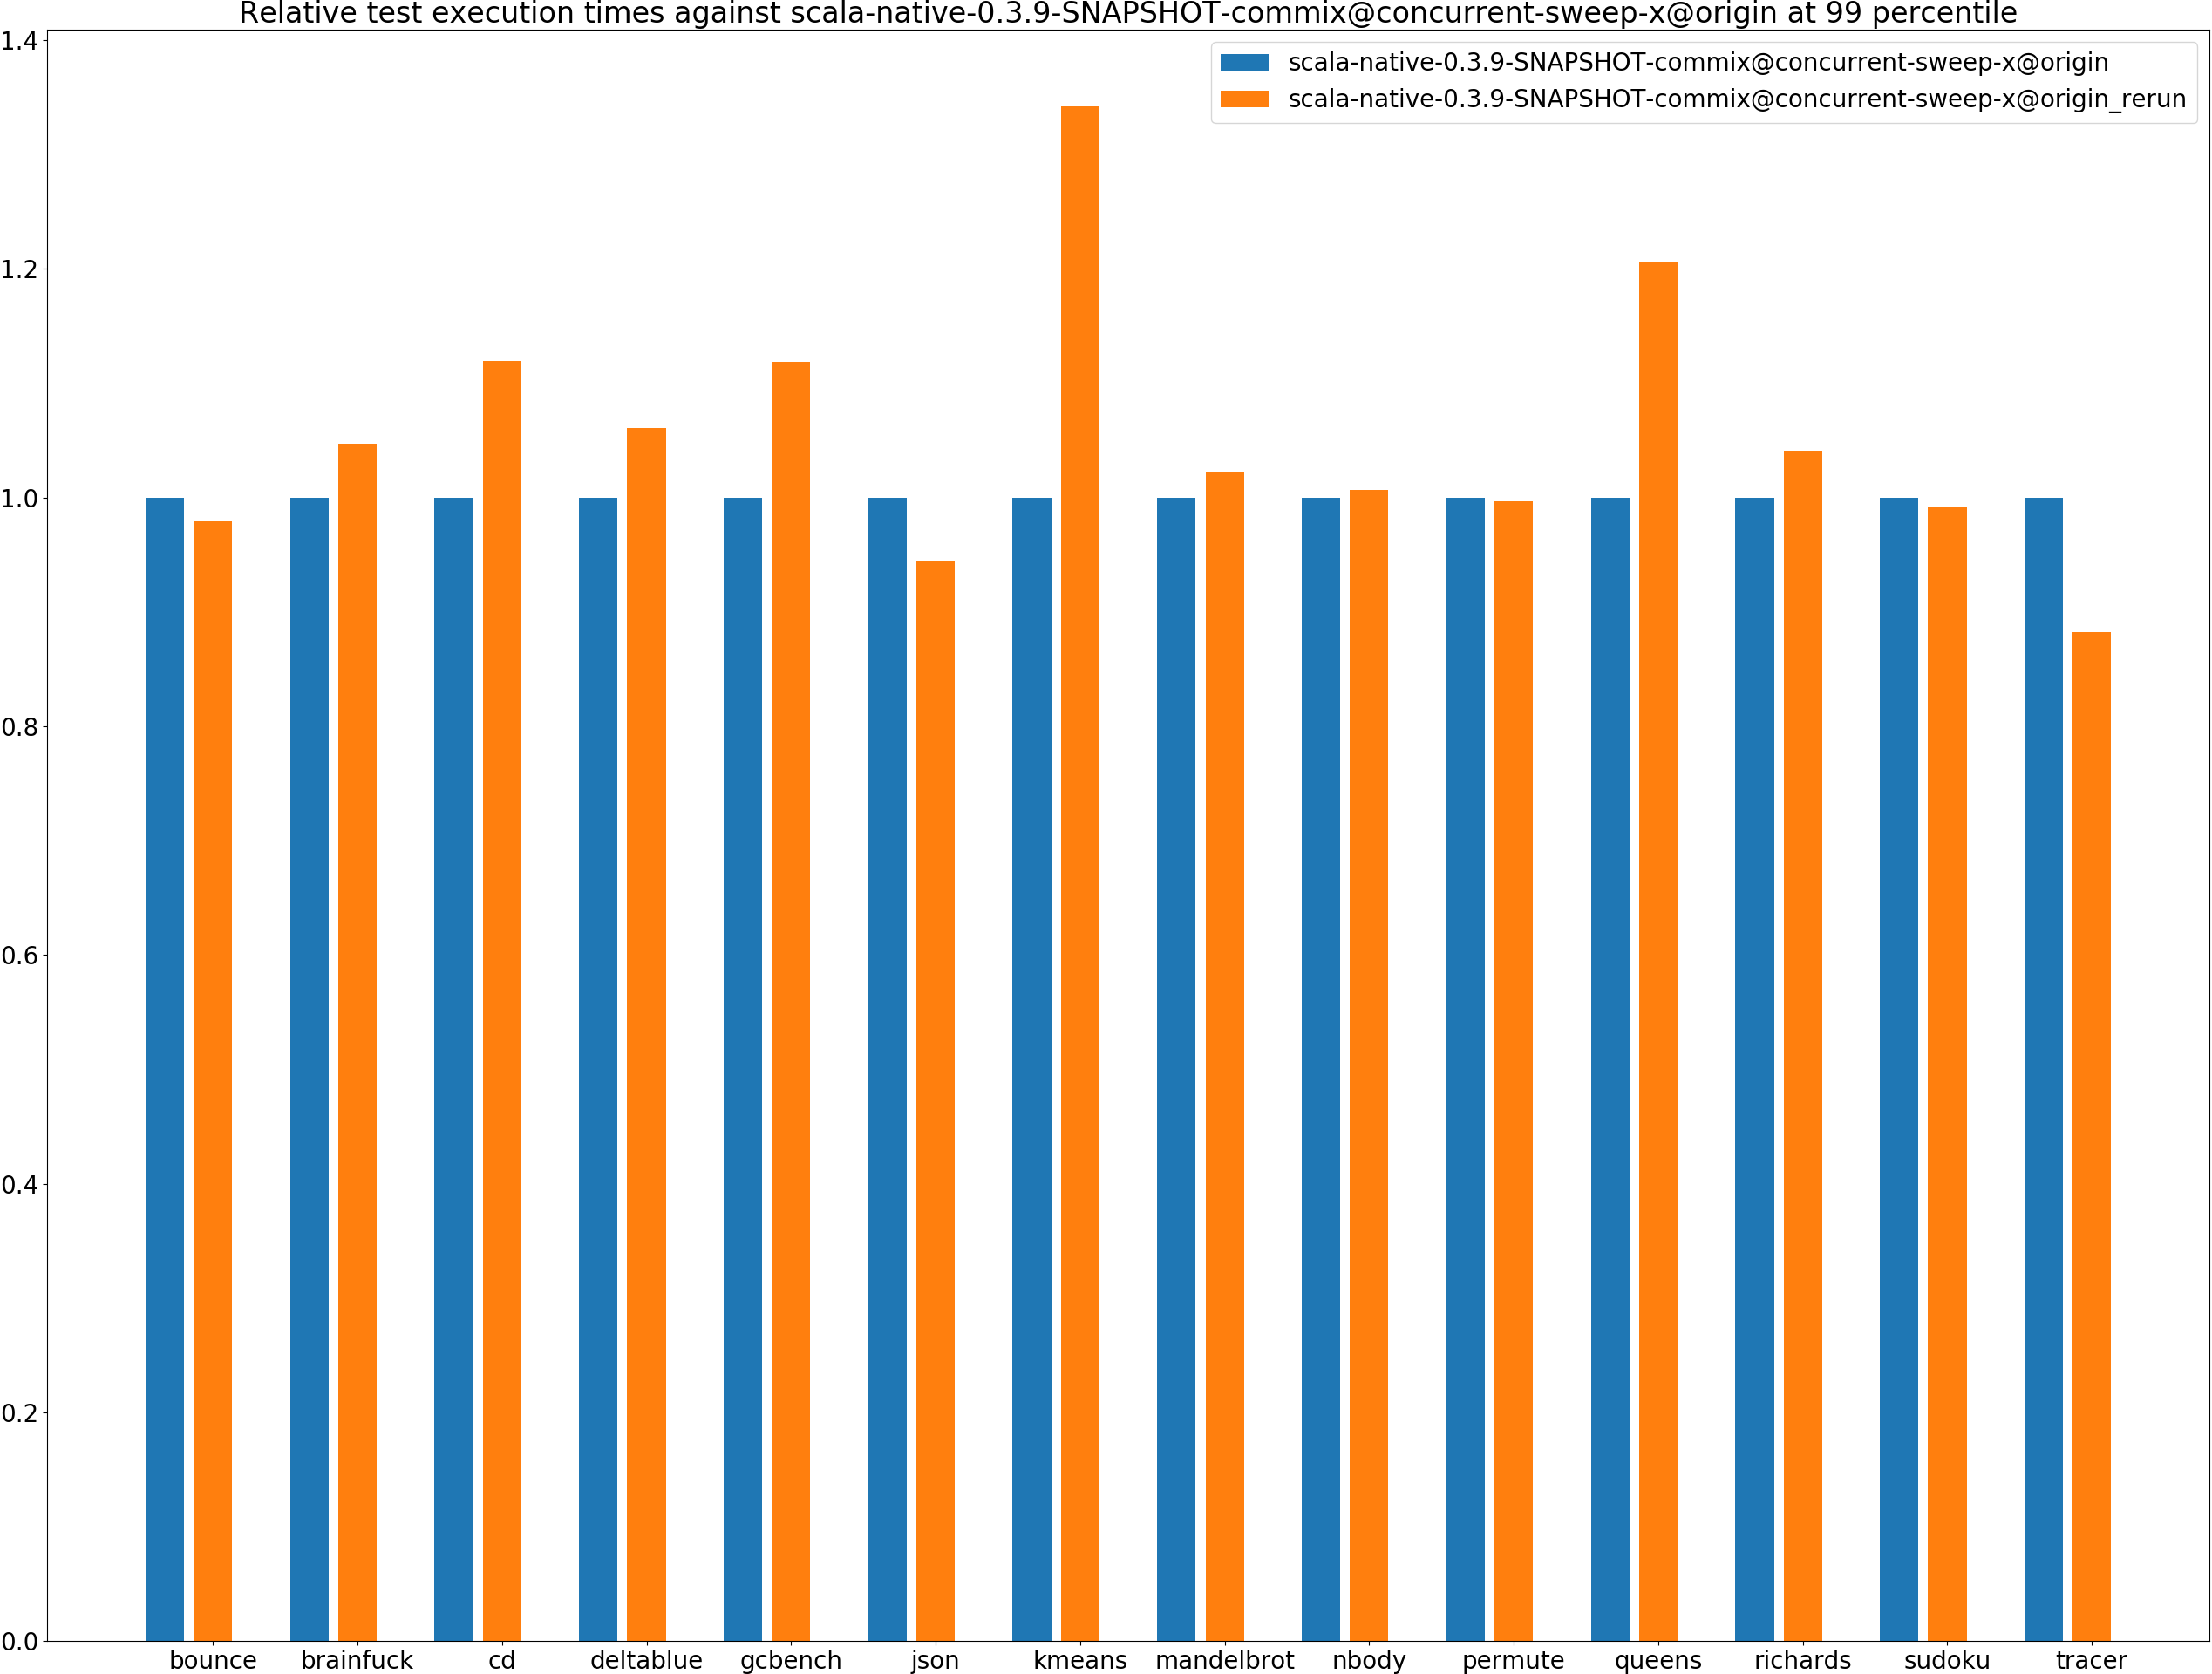 Relative test execution times against scala-native-0.3.9-SNAPSHOT-commix@concurrent-sweep-x@origin at 99 percentile
scala-native-0.3.9-SNAPSHOT-commix@concurrent-sweep-x@origin
scala-native-0.3.9-SNAPSHOT-commix@concurrent-sweep-x@origin_rerun
1.4
1.2
1.0
0.8
0.6
0.4
0.2
0.0
bounce brainfuck cd deltablue gcbench json kmeans mandelbrot nbody permute queens richards sudoku tracer